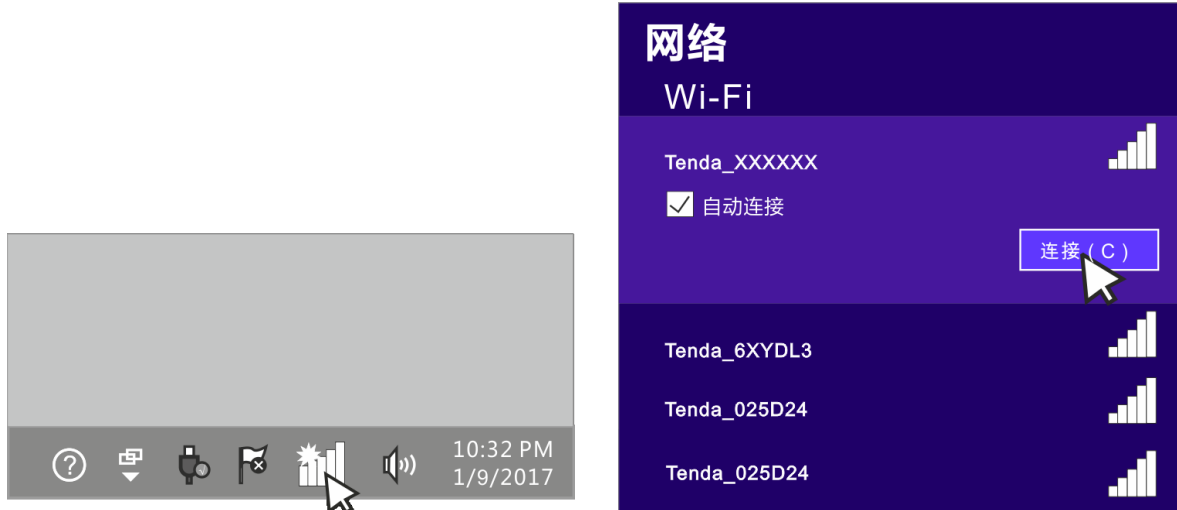 10:32 PM
1/9/2017
网络
Wi-Fi
Tenda_XXXXXX
自动连接
连接(C)
Tenda_6XYDL3
Tenda_025D24
Tenda_025D24